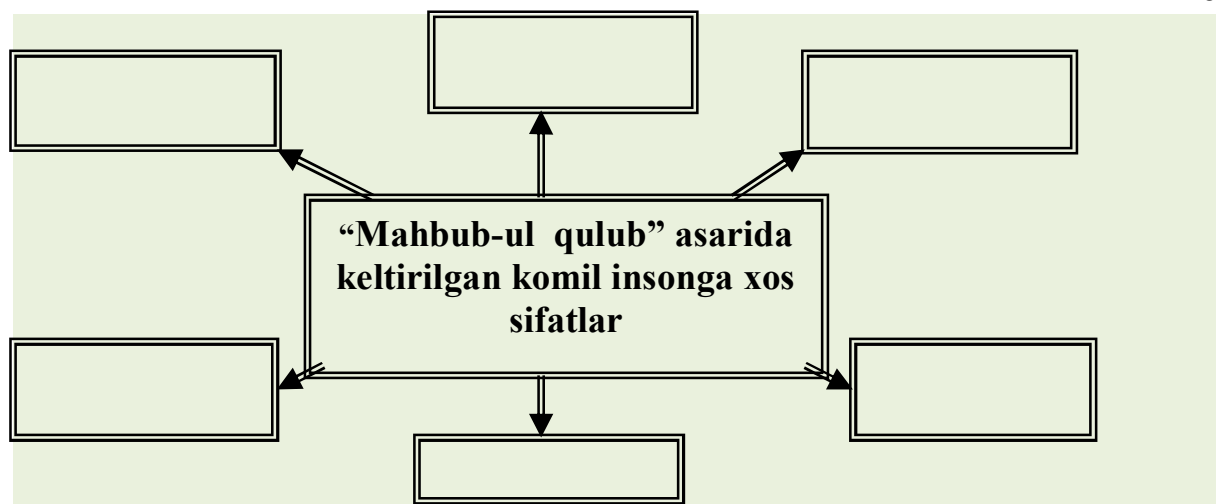 “Mahbub-ul qulub” asarida
keltirilgan komil insonga xos
sifatlar